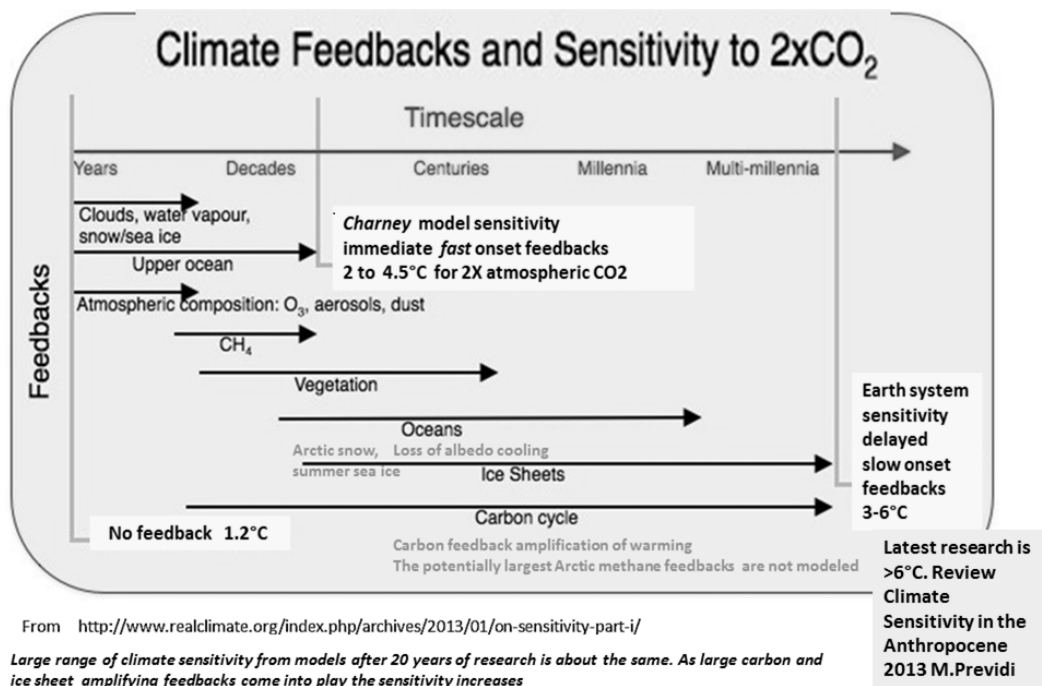 Climate Feedbacks and Sensitivity to 2xCO₂
Timescale
Years
Decades
Centuries
Millennia
Multi-millennia
Feedbacks
Clouds, water vapour,
snow/sea ice
Upper ocean
Charney model sensitivity
immediate fast onset feedbacks
2 to 4.5°C for 2X atmospheric CO2
Atmospheric composition: O₃, aerosols, dust
CH₄
Vegetation
Oceans
Arctic snow, Loss of albedo cooling
summer sea ice
Ice Sheets
Carbon cycle
Earth system
sensitivity
delayed
slow onset
feedbacks
3-6°C
No feedback 1.2°C
Carbon feedback amplification of warming
The potentially largest Arctic methane feedbacks are not modeled
Latest research is
>6°C. Review
Climate
Sensitivity in the
Anthropocene
2013 M.Previdi
From http://www.realclimate.org/index.php/archives/2013/01/on-sensitivity-part-i/
Large range of climate sensitivity from models after 20 years of research is about the same. As large carbon and
ice sheet amplifying feedbacks come into play the sensitivity increases